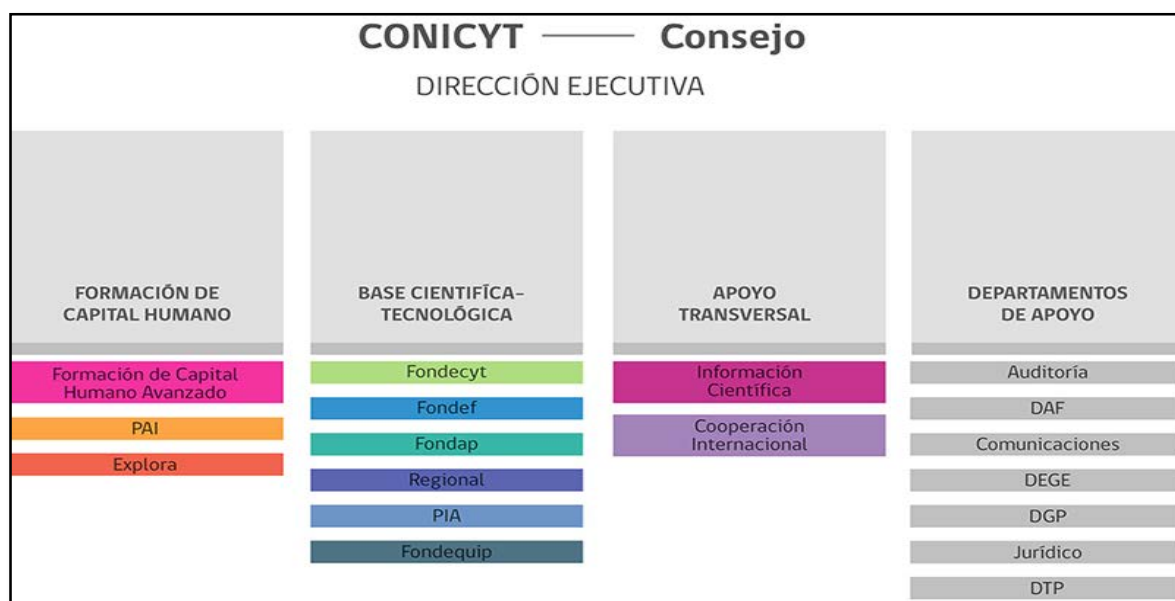 CONICYT — Consejo
DIRECCIÓN EJECUTIVA
FORMACIÓN DE
CAPITAL HUMANO
Formación de Capital
Humano Avanzado
PAI
Explora
BASE CIENTIFÍCA-
TECNOLÓGICA
Fondecyt
Fondef
Fondap
Regional
PIA
Fondequip
APOYO
TRANSVERSAL
Información
Científica
Cooperación
Internacional
DEPARTAMENTOS
DE APOYO
Auditoría
DAF
Comunicaciones
DEGE
DGP
Jurídico
DTP